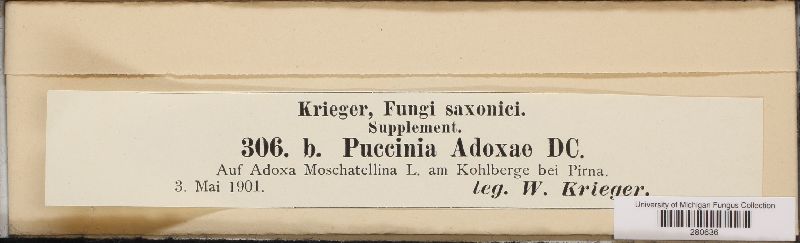 Krieger, Fungi saxonici.
Supplement.
306. b. Puccinia Adoxae DC.
Auf Adoxa Moschatellina L. am Kohlberge bei Pirna.
3. Mai 1901. leg. W. Krieger.
University of Michigan Fungus Collection
280636